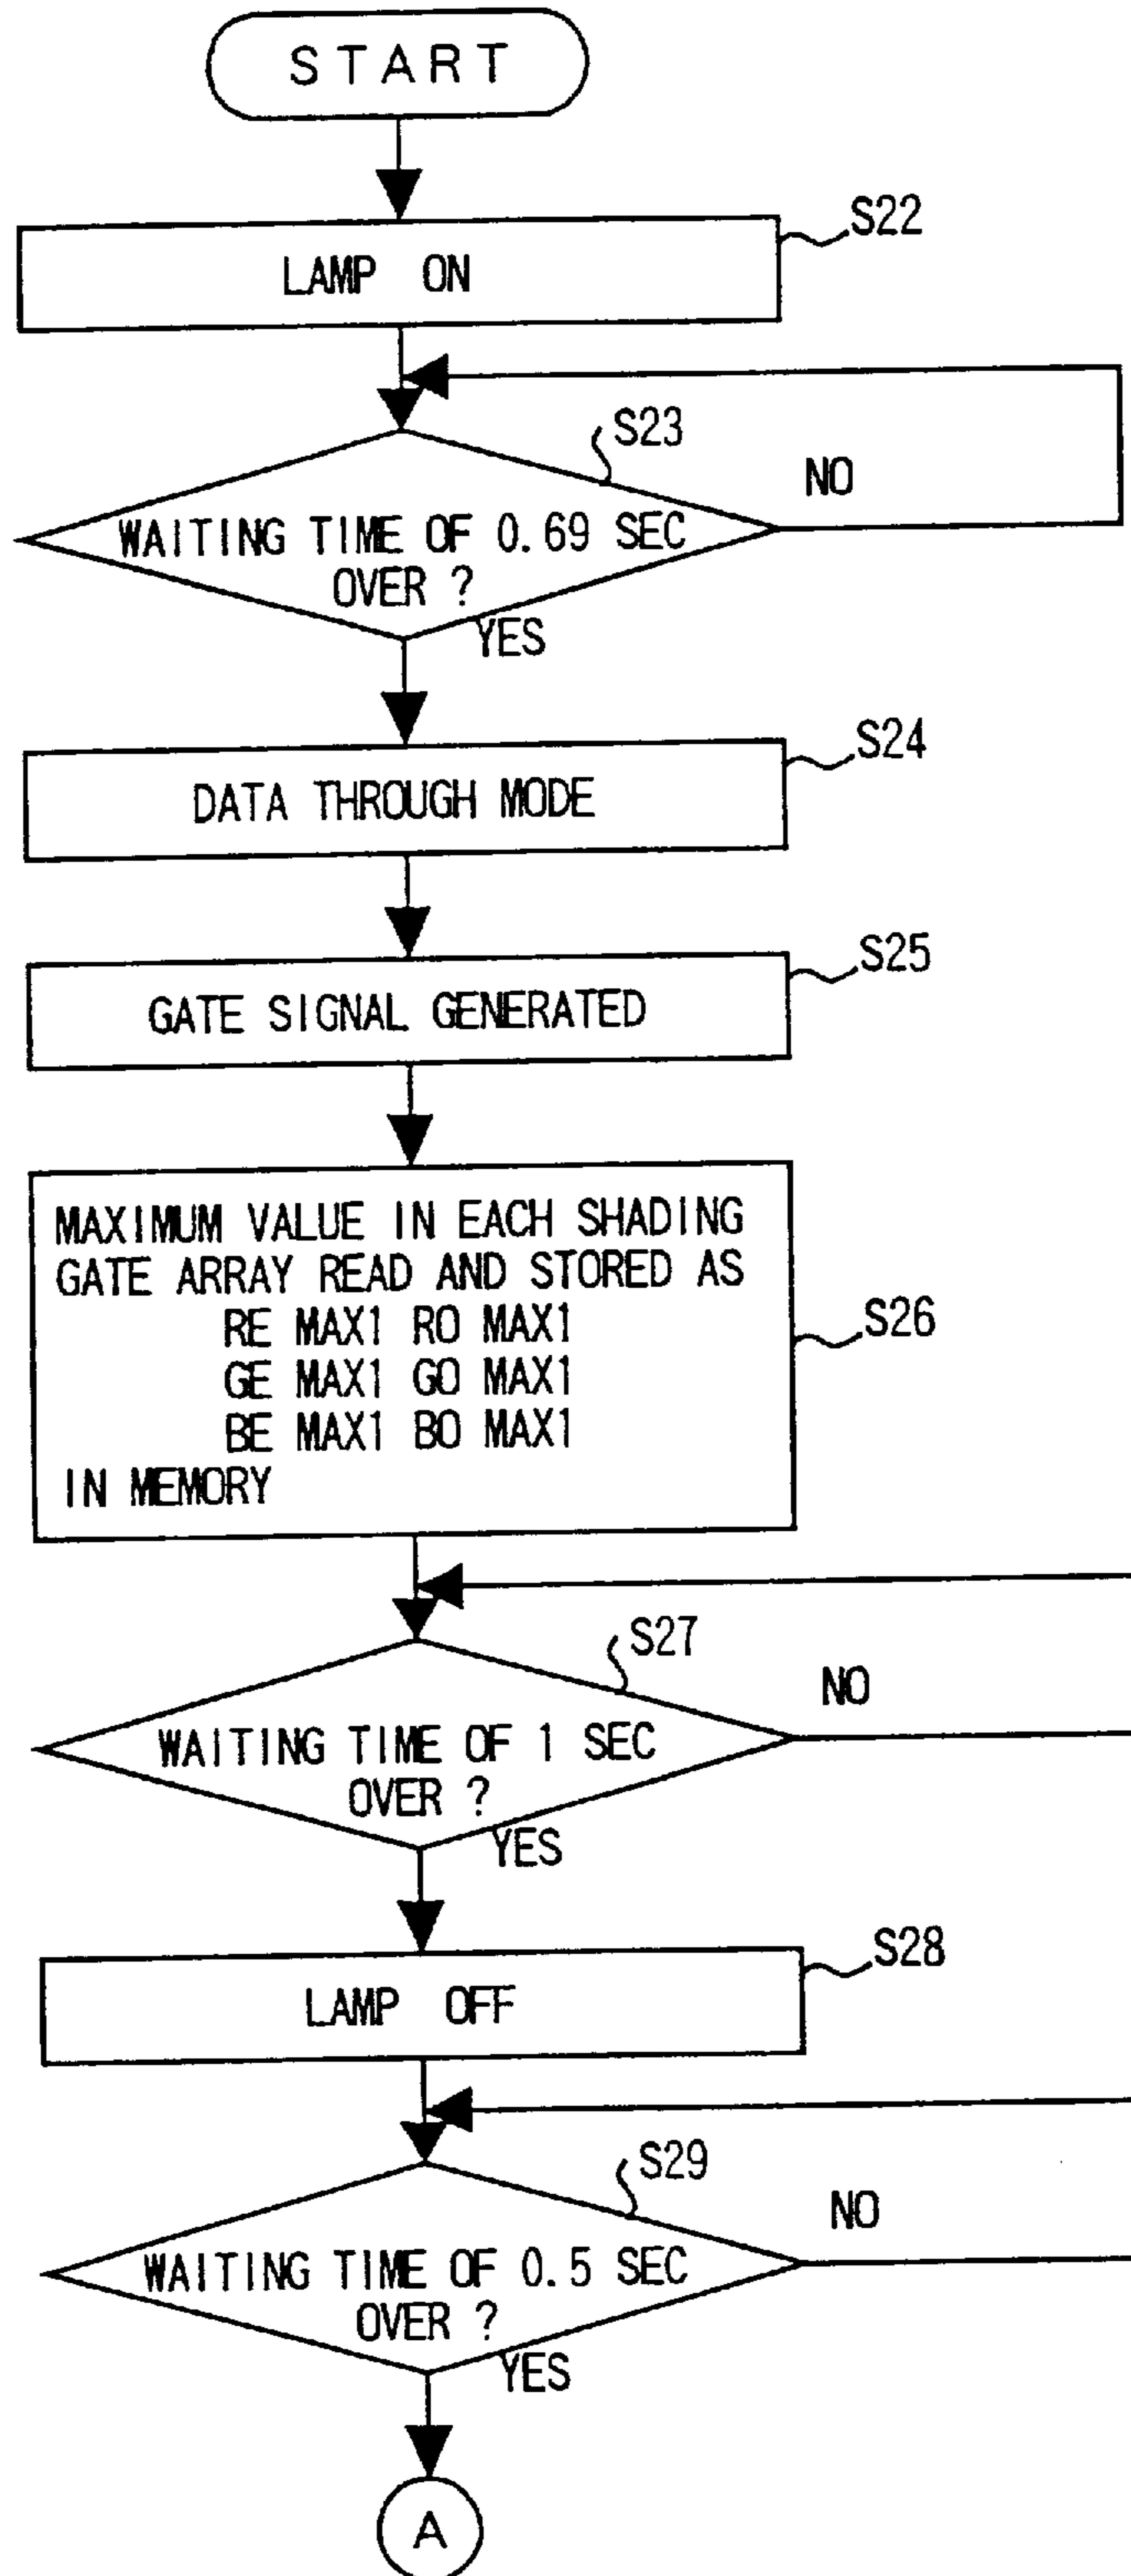 START
S22
LAMP ON
S23
NO
WAITING TIME OF 0.69 SEC
OVER ?
YES
S24
DATA THROUGH MODE
S25
GATE SIGNAL GENERATED
MAXIMUM VALUE IN EACH SHADING
GATE ARRAY READ AND STORED AS
RE MAX1 RO MAX1
S26
GE MAX1 GO MAX1
BE MAX1 BO MAX1
IN MEMORY
S27
NO
WAITING TIME OF 1 SEC
OVER ?
YES
S28
LAMP OFF
S29
NO
WAITING TIME OF 0.5 SEC
OVER ?
YES
A